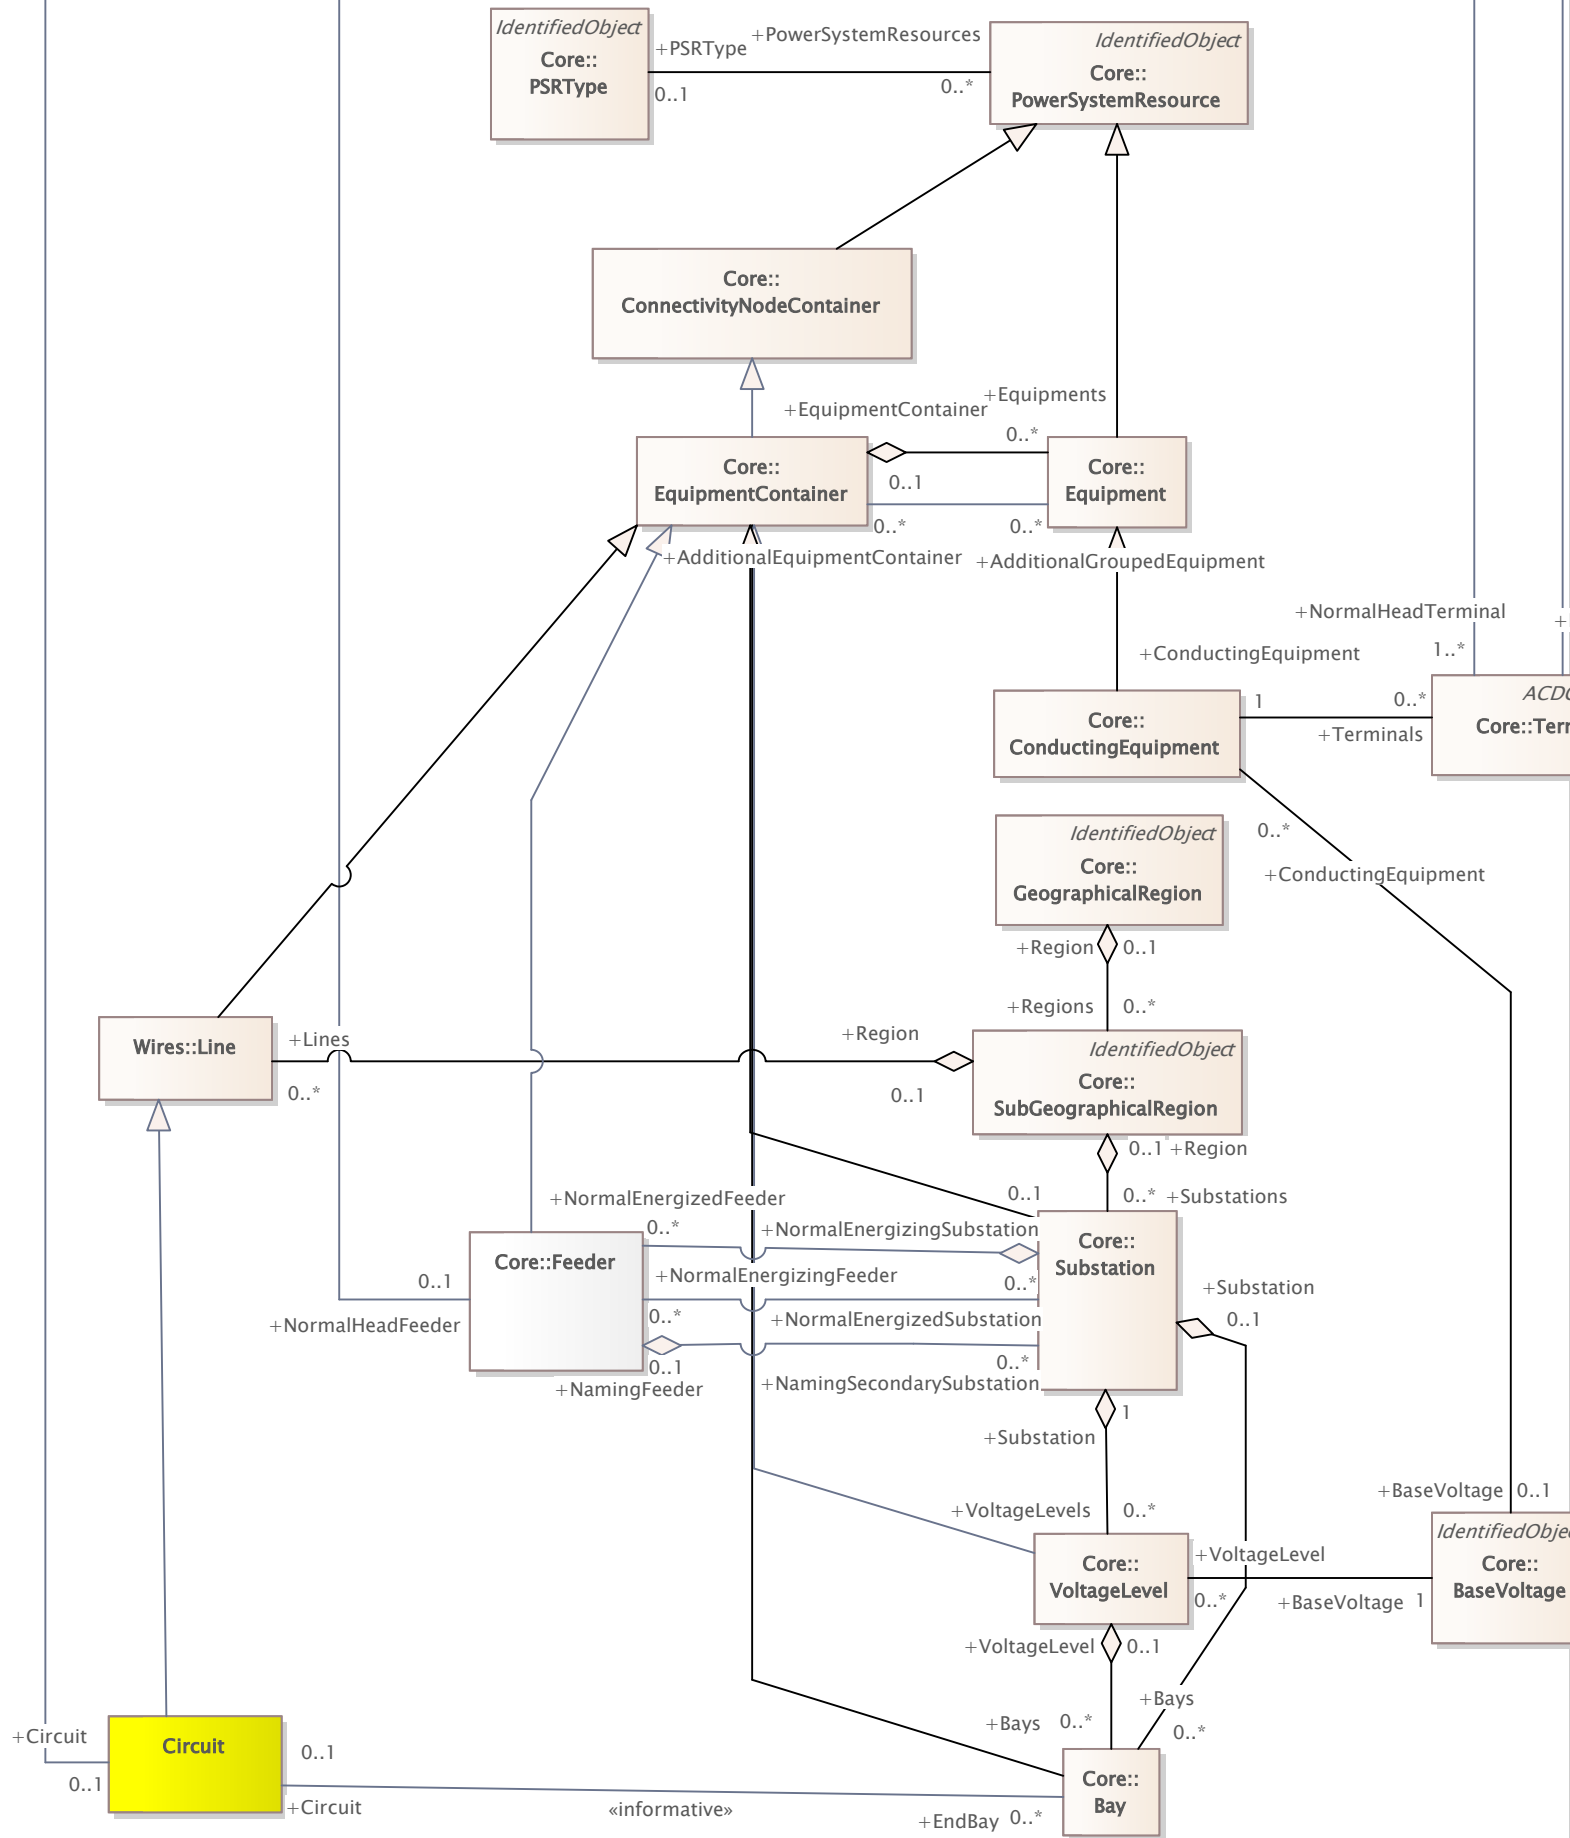 IdentifiedObject
Core::
PSRType
+PSRType
0..1
+PowerSystemResources
0..*
IdentifiedObject
Core::
PowerSystemResource
Core::
ConnectivityNodeContainer
+EquipmentContainer
+Equipments
0..*
0..1
Core::
EquipmentContainer
Core::
Equipment
0..*
0..*
+AdditionalEquipmentContainer
+AdditionalGroupedEquipment
+NormalHeadTerminal
1..*
+
+ConductingEquipment
1
0..*
+Terminals
Core::
ConductingEquipment
ACDC
Core::Terr
0..*
+ConductingEquipment
IdentifiedObject
Core::
GeographicalRegion
+Region
0..1
+Regions
0..*
Wires::Line
+Lines
0..*
+Region
0..1
IdentifiedObject
Core::
SubGeographicalRegion
0..1
+Region
0..*
+Substations
0..1
+NormalEnergizedFeeder
0..*
+NormalEnergizingSubstation
Core::
Substation
Core::Feeder
0..1
+NormalHeadFeeder
+NormalEnergizingFeeder
0..*
0..*
+NormalEnergizedSubstation
0..1
+NamingFeeder
0..*
+NamingSecondarySubstation
+Substation
0..1
1
+Substation
+VoltageLevels
0..*
+BaseVoltage
0..1
Core::
VoltageLevel
+VoltageLevel
0..*
+BaseVoltage
1
IdentifiedObje
Core::
BaseVoltage
+VoltageLevel
0..1
+Bays
0..*
+Bays
0..*
+Circuit
0..1
Circuit
0..1
+Circuit
«informative»
+EndBay
0..*
Core::
Bay